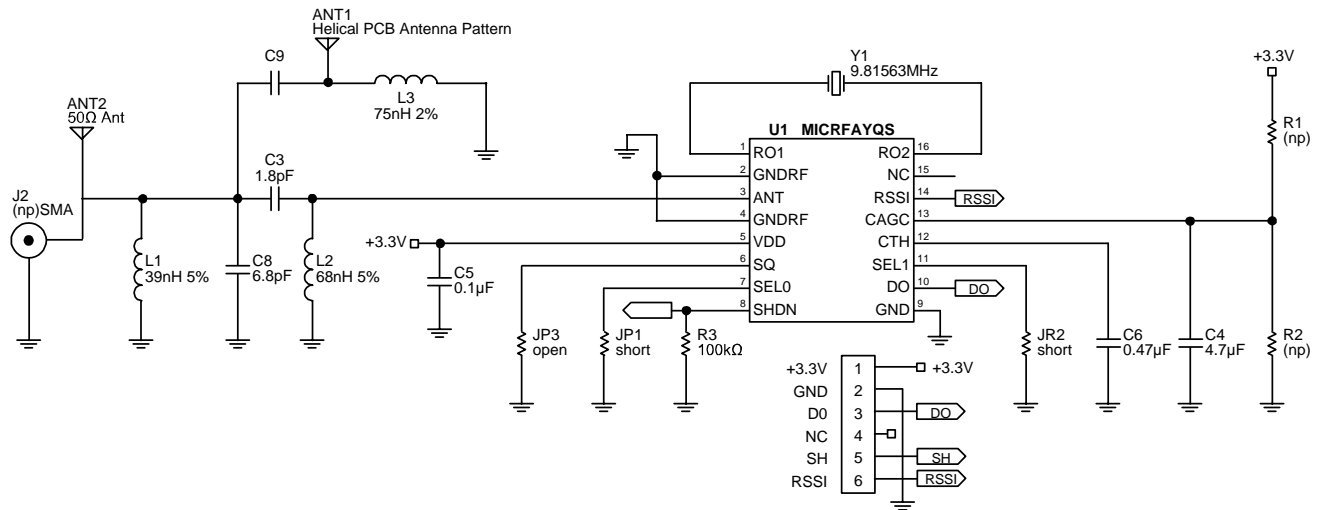 ANT1
Helical PCB Antenna Pattern
C9
L3
75nH 2%
ANT2
50Ω Ant
J2
(np)SMA
C3
1.8pF
L1
39nH 5%
C8
6.8pF
L2
68nH 5%
Y1
9.81563MHz
+3.3V
R1
(np)
U1 MICRFAYQS
1 RO1 RO2 16
2 GNDRF NC 15
3 ANT RSSI 14 RSSI
4 GNDRF CAGC 13
+3.3V 5 VDD CTH 12
6 SQ SEL1 11
7 SEL0 DO 10 DO
8 SHDN GND 9
C5
0.1µF
JP3
open
JP1
short
R3
100kΩ
JR2
short
C6
0.47µF
C4
4.7µF
R2
(np)
+3.3V 1 +3.3V
GND 2
D0 3 DO
NC 4
SH 5 SH
RSSI 6 RSSI